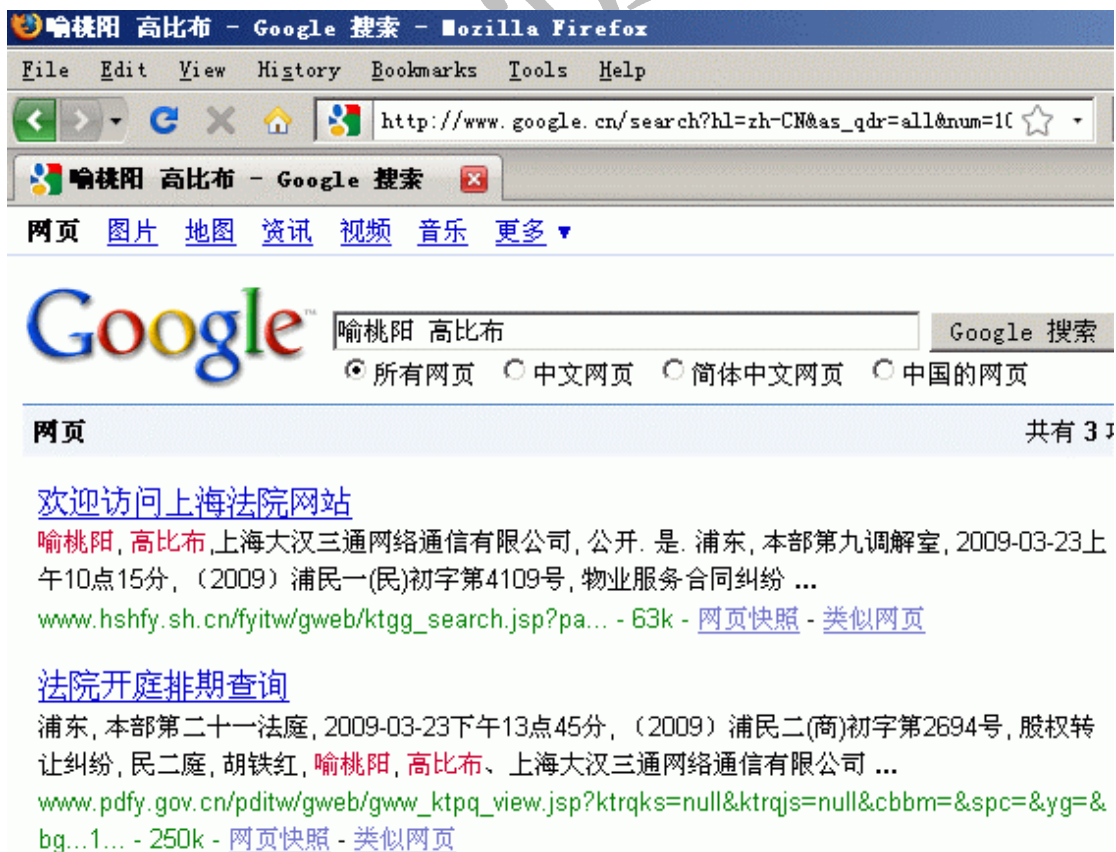 喻桃阳 高比布 - Google 搜索 - Mozilla Firefox
File Edit View History Bookmarks Tools Help
http://www.google.cn/search?hl=zh-CN&as_qdr=all&num=10
喻桃阳 高比布 - Google 搜索
网页 图片 地图 资讯 视频 音乐 更多 ▼
Google™ 喻桃阳 高比布 Google 搜索
所有网页 中文网页 简体中文网页 中国的网页
网页 共有 3
欢迎访问上海法院网站
喻桃阳, 高比布,上海大汉三通网络通信有限公司, 公开. 是. 浦东, 本部第九调解室, 2009-03-23上
午10点15分, （2009）浦民一(民)初字第4109号, 物业服务合同纠纷 ...
www.hshfy.sh.cn/fyitw/gweb/ktgg_search.jsp?pa... - 63k - 网页快照 - 类似网页
法院开庭排期查询
浦东, 本部第二十一法庭, 2009-03-23下午13点45分, （2009）浦民二(商)初字第2694号, 股权转
让纠纷, 民二庭, 胡铁红, 喻桃阳, 高比布、上海大汉三通网络通信有限公司 ...
www.pdfy.gov.cn/pditw/gweb/gww_ktpq_view.jsp?ktrqks=null&ktrqjs=null&cbbm=&spc=&yg=&
bg...1... - 250k - 网页快照 - 类似网页